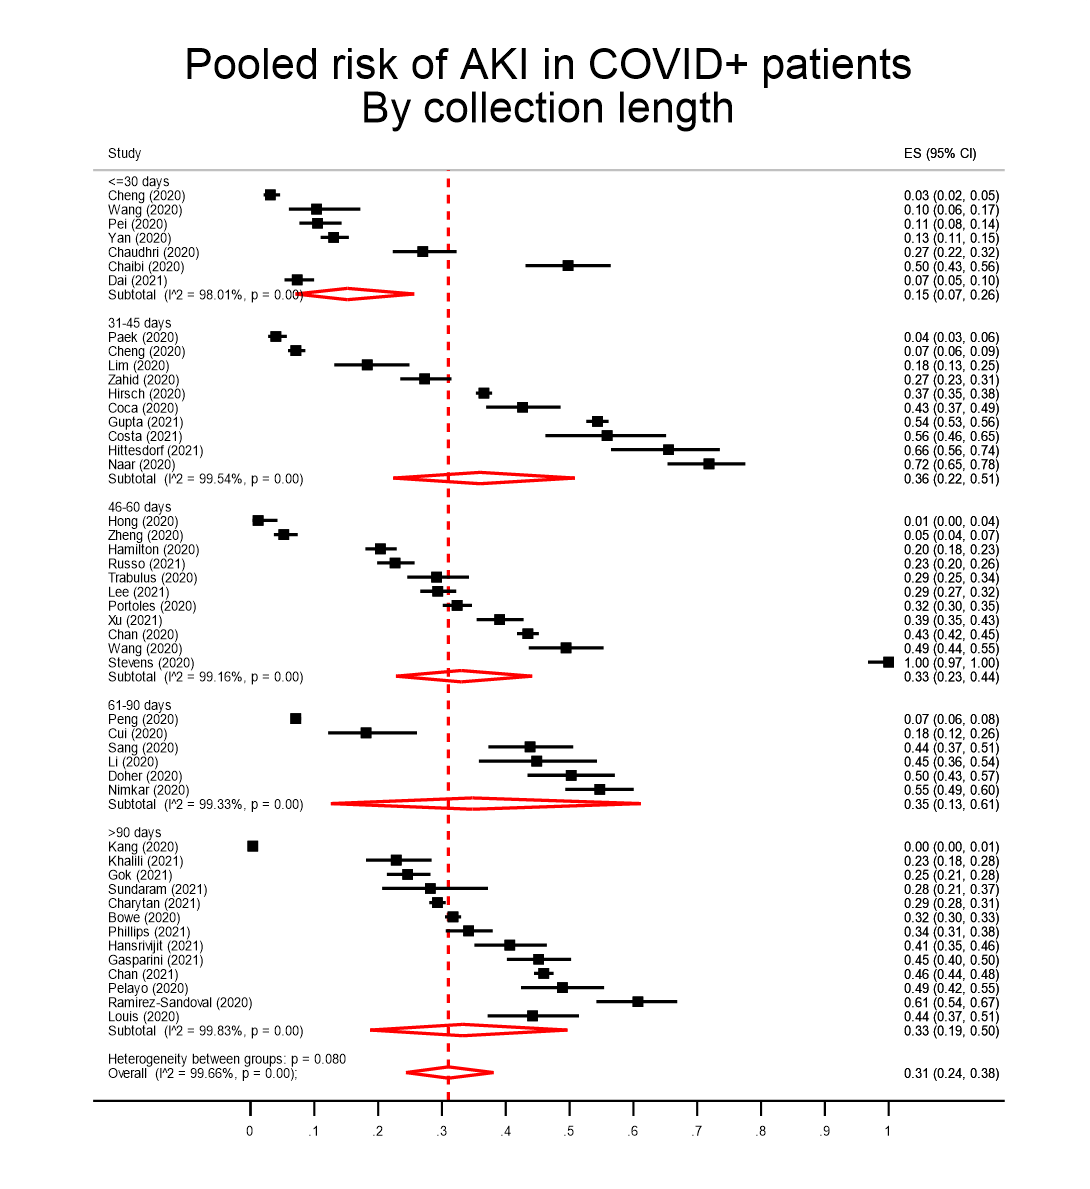 Pooled risk of AKI in COVID+ patients
By collection length
Study ES (95% CI)
<=30 days
Cheng (2020) 0.03 (0.02, 0.05)
Wang (2020) 0.10 (0.06, 0.17)
Pei (2020) 0.11 (0.08, 0.14)
Yan (2020) 0.13 (0.11, 0.15)
Chaudhri (2020) 0.27 (0.22, 0.32)
Chaibi (2020) 0.50 (0.43, 0.56)
Dai (2021) 0.07 (0.05, 0.10)
Subtotal (I^2 = 98.01%, p = 0.00) 0.15 (0.07, 0.26)
31-45 days
Paek (2020) 0.04 (0.03, 0.06)
Cheng (2020) 0.07 (0.06, 0.09)
Lim (2020) 0.18 (0.13, 0.25)
Zahid (2020) 0.27 (0.23, 0.31)
Hirsch (2020) 0.37 (0.35, 0.38)
Coca (2020) 0.43 (0.37, 0.49)
Gupta (2021) 0.54 (0.53, 0.56)
Costa (2021) 0.56 (0.46, 0.65)
Hittesdorf (2021) 0.66 (0.56, 0.74)
Naar (2020) 0.72 (0.65, 0.78)
Subtotal (I^2 = 99.54%, p = 0.00) 0.36 (0.22, 0.51)
46-60 days
Hong (2020) 0.01 (0.00, 0.04)
Zheng (2020) 0.05 (0.04, 0.07)
Hamilton (2020) 0.20 (0.18, 0.23)
Russo (2021) 0.23 (0.20, 0.26)
Trabulus (2020) 0.29 (0.25, 0.34)
Lee (2021) 0.29 (0.27, 0.32)
Portoles (2020) 0.32 (0.30, 0.35)
Xu (2021) 0.39 (0.35, 0.43)
Chan (2020) 0.43 (0.42, 0.45)
Wang (2020) 0.49 (0.44, 0.55)
Stevens (2020) 1.00 (0.97, 1.00)
Subtotal (I^2 = 99.16%, p = 0.00) 0.33 (0.23, 0.44)
61-90 days
Peng (2020) 0.07 (0.06, 0.08)
Cui (2020) 0.18 (0.12, 0.26)
Sang (2020) 0.44 (0.37, 0.51)
Li (2020) 0.45 (0.36, 0.54)
Doher (2020) 0.50 (0.43, 0.57)
Nimkar (2020) 0.55 (0.49, 0.60)
Subtotal (I^2 = 99.33%, p = 0.00) 0.35 (0.13, 0.61)
>90 days
Kang (2020) 0.00 (0.00, 0.01)
Khalili (2021) 0.23 (0.18, 0.28)
Gok (2021) 0.25 (0.21, 0.28)
Sundaram (2021) 0.28 (0.21, 0.37)
Charytan (2021) 0.29 (0.28, 0.31)
Bowe (2020) 0.32 (0.30, 0.33)
Phillips (2021) 0.34 (0.31, 0.38)
Hansrivijit (2021) 0.41 (0.35, 0.46)
Gasparini (2021) 0.45 (0.40, 0.50)
Chan (2021) 0.46 (0.44, 0.48)
Pelayo (2020) 0.49 (0.42, 0.55)
Ramirez-Sandoval (2020) 0.61 (0.54, 0.67)
Louis (2020) 0.44 (0.37, 0.51)
Subtotal (I^2 = 99.83%, p = 0.00) 0.33 (0.19, 0.50)
Heterogeneity between groups: p = 0.080
Overall (I^2 = 99.66%, p = 0.00); 0.31 (0.24, 0.38)
0 .1 .2 .3 .4 .5 .6 .7 .8 .9 1